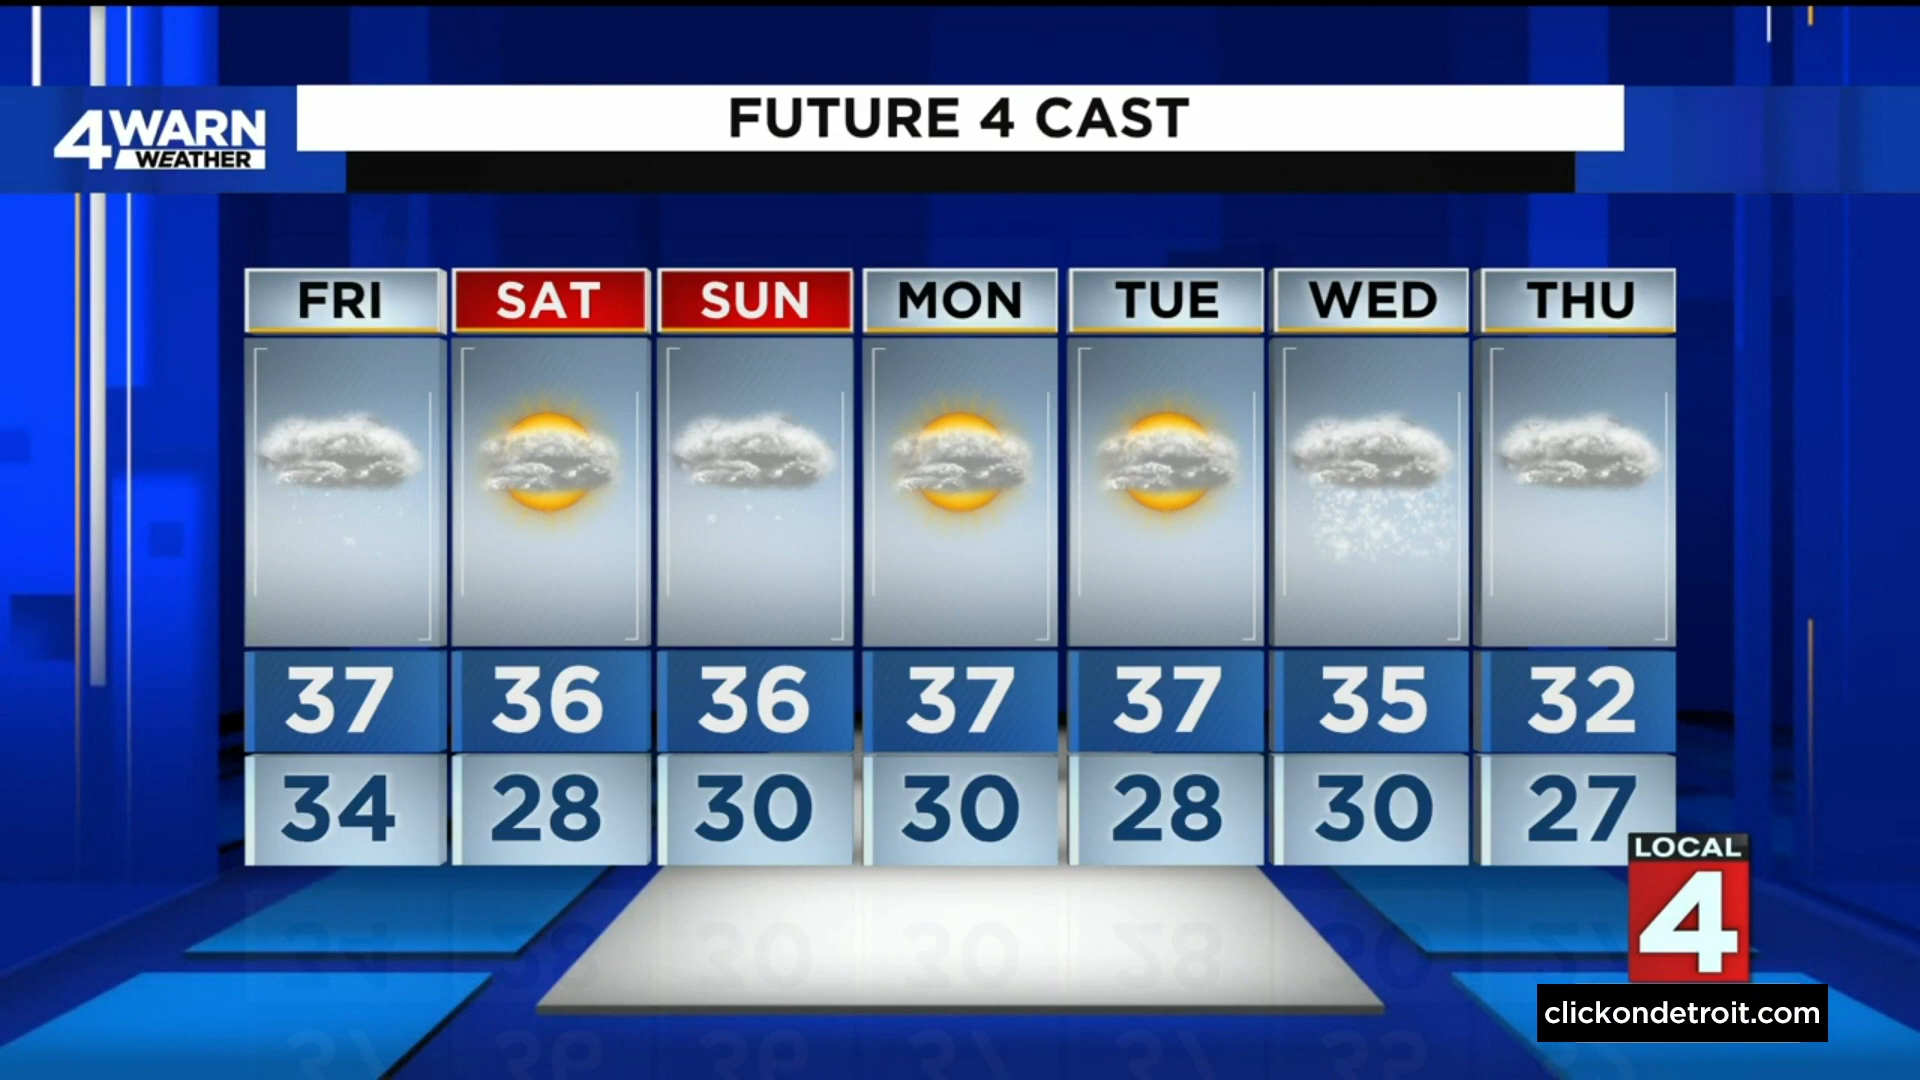 FUTURE 4 CAST
4WARN
WEATHER
FRI SAT SUN MON TUE WED THU
37 36 36 37 37 35 32
34 28 30 30 28 30 27
LOCAL
4
clickondetroit.com